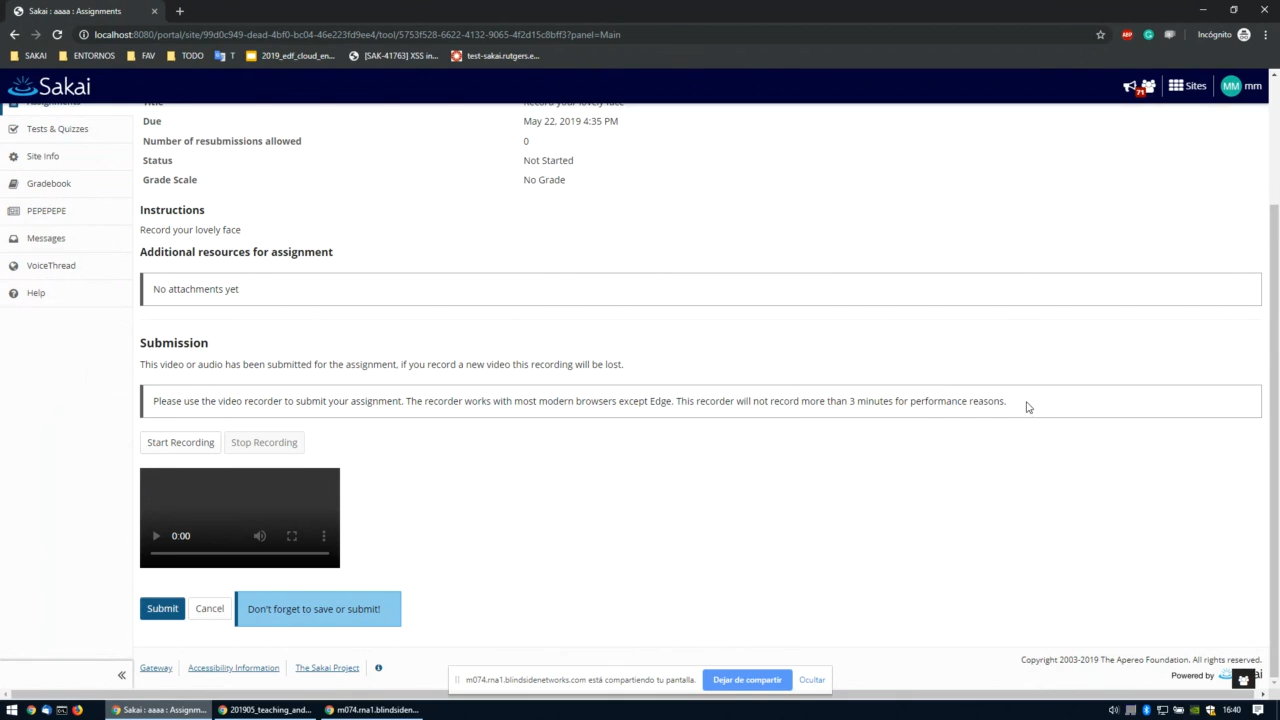 Sakai : aaaa : Assignments
localhost:8080/portal/site/99d0c949-dead-4bf0-bc04-46e223fd9ee4/tool/5753f528-6622-4132-9065-4f2d15c8bff3?panel=Main
ABP
Incógnito
SAKAI
ENTORNOS
FAV
TODO
T
2019_edf_cloud_en...
[SAK-41763] XSS in...
test-sakai.rutgers.e...
Sakai
71
Sites
MM
mm
Assignments
Tests & Quizzes
Site Info
Gradebook
PEPEPEPE
Messages
VoiceThread
Help
Title Record your lovely face
Due May 22, 2019 4:35 PM
Number of resubmissions allowed 0
Status Not Started
Grade Scale No Grade
Instructions
Record your lovely face
Additional resources for assignment
No attachments yet
Submission
This video or audio has been submitted for the assignment, if you record a new video this recording will be lost.
Please use the video recorder to submit your assignment. The recorder works with most modern browsers except Edge. This recorder will not record more than 3 minutes for performance reasons.
Start Recording
Stop Recording
0:00
Submit
Cancel
Don't forget to save or submit!
Gateway
Accessibility Information
The Sakai Project
Copyright 2003-2019 The Apereo Foundation. All rights reserved.
Powered by
m074.rna1.blindsidenetworks.com está compartiendo tu pantalla.
Dejar de compartir
Ocultar
Sakai : aaaa : Assignm...
201905_teaching_and...
m074.rna1.blindsiden...
16:40